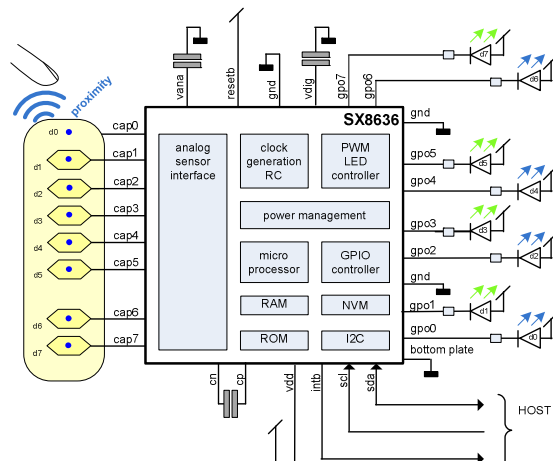 vana
resetb
gnd
vdig
gpo7
gpo6
d7
d6
proximity
SX8636
gnd
d0
cap0
d1
cap1
d2
cap2
d3
cap3
d4
cap4
d5
cap5
d6
cap6
d7
cap7
analog
sensor
interface
clock
generation
RC
PWM
LED
controller
power management
micro
processor
GPIO
controller
RAM
NVM
ROM
I2C
gpo5
d5
gpo4
d4
gpo3
d3
gpo2
d2
gnd
gpo1
d1
gpo0
d0
bottom plate
cn
cp
vdd
intb
scl
sda
HOST